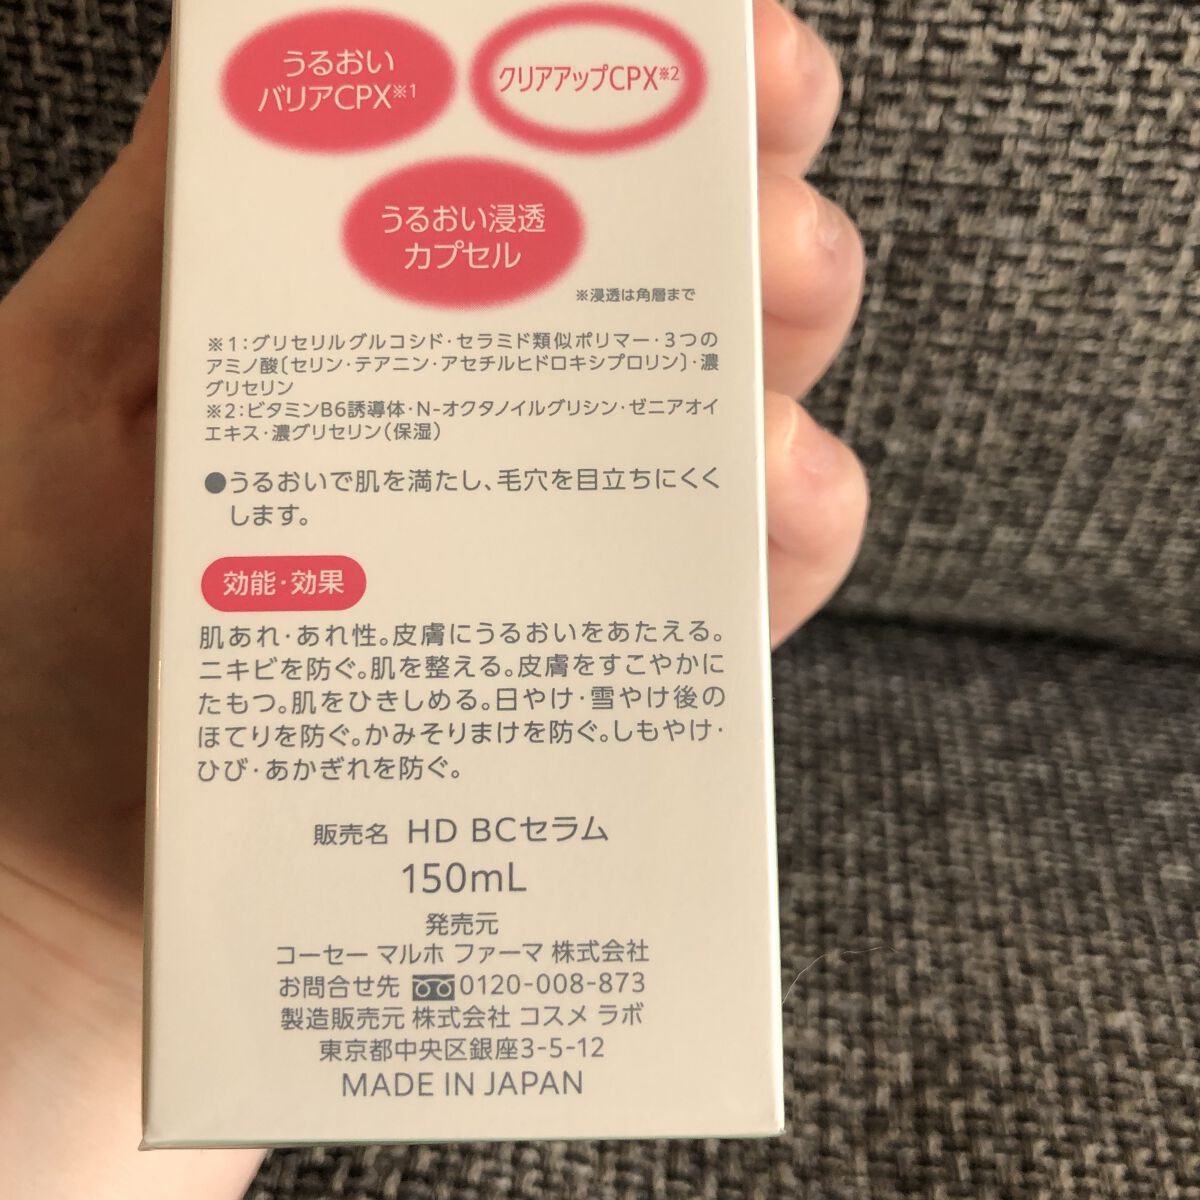 うるおい
バリアCPX※1
クリアアップCPX※2
うるおい浸透
カプセル
※浸透は角層まで
※1:グリセリルグルコシド・セラミド類似ポリマー・3つの
アミノ酸〔セリン・テアニン・アセチルヒドロキシプロリン〕・濃
グリセリン
※2:ビタミンB6誘導体・N-オクタノイルグリシン・ゼニアオイ
エキス・濃グリセリン(保湿)
●うるおいで肌を満たし、毛穴を目立ちにくく
します。
効能・効果
肌あれ・あれ性。皮膚にうるおいをあたえる。
ニキビを防ぐ。肌を整える。皮膚をすこやかに
たもつ。肌をひきしめる。日やけ・雪やけ後の
ほてりを防ぐ。かみそりまけを防ぐ。しもやけ・
ひび・あかぎれを防ぐ。
販売名 HD BCセラム
150mL
発売元
コーセー マルホ ファーマ 株式会社
お問合せ先 0120-008-873
製造販売元 株式会社 コスメ ラボ
東京都中央区銀座3-5-12
MADE IN JAPAN